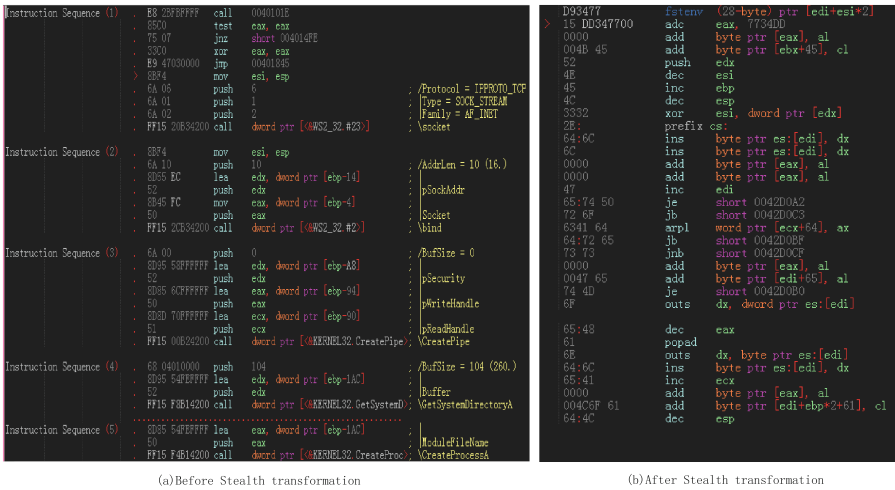 Instruction Sequence (1) . E8 2BFBFFFF call 0040101E
. 85C0 test eax, eax
. 75 07 jnz short 004014FE
. 33C0 xor eax, eax
. E9 47030000 jmp 00401845
> 8BF4 mov esi, esp
. 6A 06 push 6 ; /Protocol = IPPROTO_TCP
. 6A 01 push 1 ; |Type = SOCK_STREAM
. 6A 02 push 2 ; |Family = AF_INET
. FF15 20B34200 call dword ptr [<&WS2_32.#23>] ; \socket
Instruction Sequence (2) . 8BF4 mov esi, esp
. 6A 10 push 10 ; /AddrLen = 10 (16.)
. 8D55 EC lea edx, dword ptr [ebp-14] ; |
. 52 push edx ; |pSockAddr
. 8B45 FC mov eax, dword ptr [ebp-4] ; |
. 50 push eax ; |Socket
. FF15 2CB34200 call dword ptr [<&WS2_32.#2>] ; \bind
Instruction Sequence (3) . 6A 00 push 0 ; /BufSize = 0
. 8D95 58FFFFFF lea edx, dword ptr [ebp-A8] ; |
. 52 push edx ; |pSecurity
. 8D85 6CFFFFFF lea eax, dword ptr [ebp-94] ; |
. 50 push eax ; |pWriteHandle
. 8D8D 70FFFFFF lea ecx, dword ptr [ebp-90] ; |
. 51 push ecx ; |pReadHandle
. FF15 00B24200 call dword ptr [<&KERNEL32.CreatePipe>; \CreatePipe
Instruction Sequence (4) . 68 04010000 push 104 ; /BufSize = 104 (260.)
. 8D95 54FEFFFF lea edx, dword ptr [ebp-1AC] ; |
. 52 push edx ; |Buffer
. FF15 F8B14200 call dword ptr [<&KERNEL32.GetSystemD>; \GetSystemDirectoryA
Instruction Sequence (5) . 8D85 54FEFFFF lea eax, dword ptr [ebp-1AC] ; |
. 50 push eax ; |ModuleFileName
. FF15 F4B14200 call dword ptr [<&KERNEL32.CreateProc>; \CreateProcessA
(a)Before Stealth transformation
D93477 fstenv (28-byte) ptr [edi+esi*2]
> 15 DD347700 adc eax, 7734DD
0000 add byte ptr [eax], al
004B 45 add byte ptr [ebx+45], cl
52 push edx
4E dec esi
45 inc ebp
4C dec esp
3332 xor esi, dword ptr [edx]
2E: prefix cs:
64:6C ins byte ptr es:[edi], dx
6C ins byte ptr es:[edi], dx
0000 add byte ptr [eax], al
0000 add byte ptr [eax], al
47 inc edi
65:74 50 je short 0042D0A2
72 6F jb short 0042D0C3
6341 64 arpl word ptr [ecx+64], ax
64:72 65 jb short 0042D0BF
73 73 jnb short 0042D0CF
0000 add byte ptr [eax], al
0047 65 add byte ptr [edi+65], al
74 4D je short 0042D0B0
6F outs dx, dword ptr es:[edi]
65:48 dec eax
61 popad
6E outs dx, byte ptr es:[edi]
64:6C ins byte ptr es:[edi], dx
65:41 inc ecx
0000 add byte ptr [eax], al
004C6F 61 add byte ptr [edi+ebp*2+61], cl
64:4C dec esp
(b)After Stealth transformation